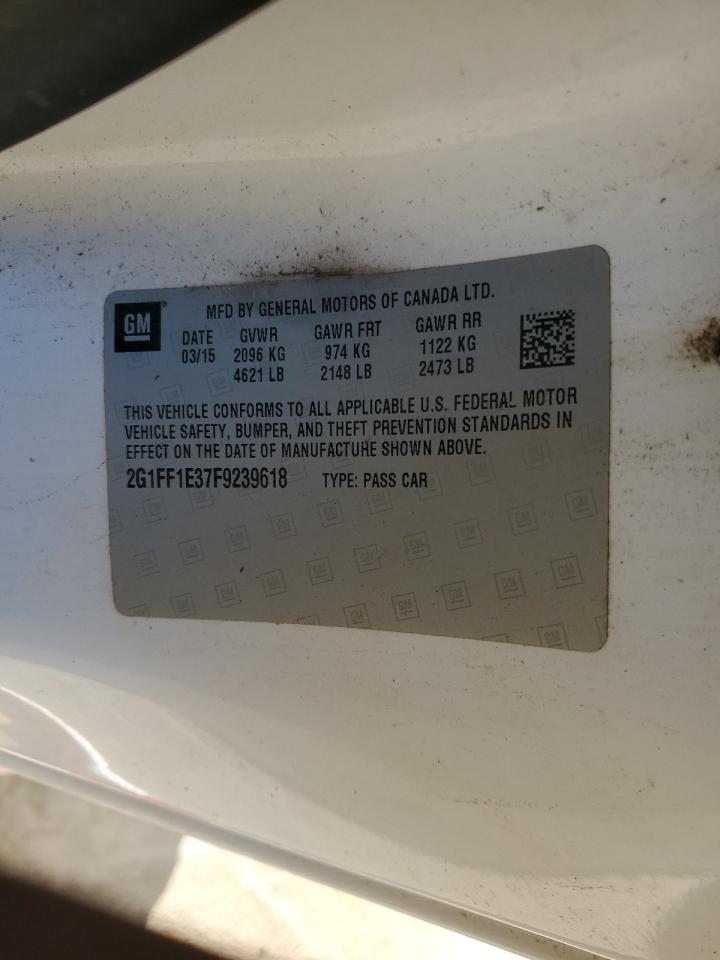 GM
MFD BY GENERAL MOTORS OF CANADA LTD.
DATE GVWR GAWR FRT GAWR RR
03/15 2096 KG 974 KG 1122 KG
4621 LB 2148 LB 2473 LB
THIS VEHICLE CONFORMS TO ALL APPLICABLE U.S. FEDERAL MOTOR
VEHICLE SAFETY, BUMPER, AND THEFT PREVENTION STANDARDS IN
EFFECT ON THE DATE OF MANUFACTURE SHOWN ABOVE.
2G1FF1E37F9239618 TYPE: PASS CAR